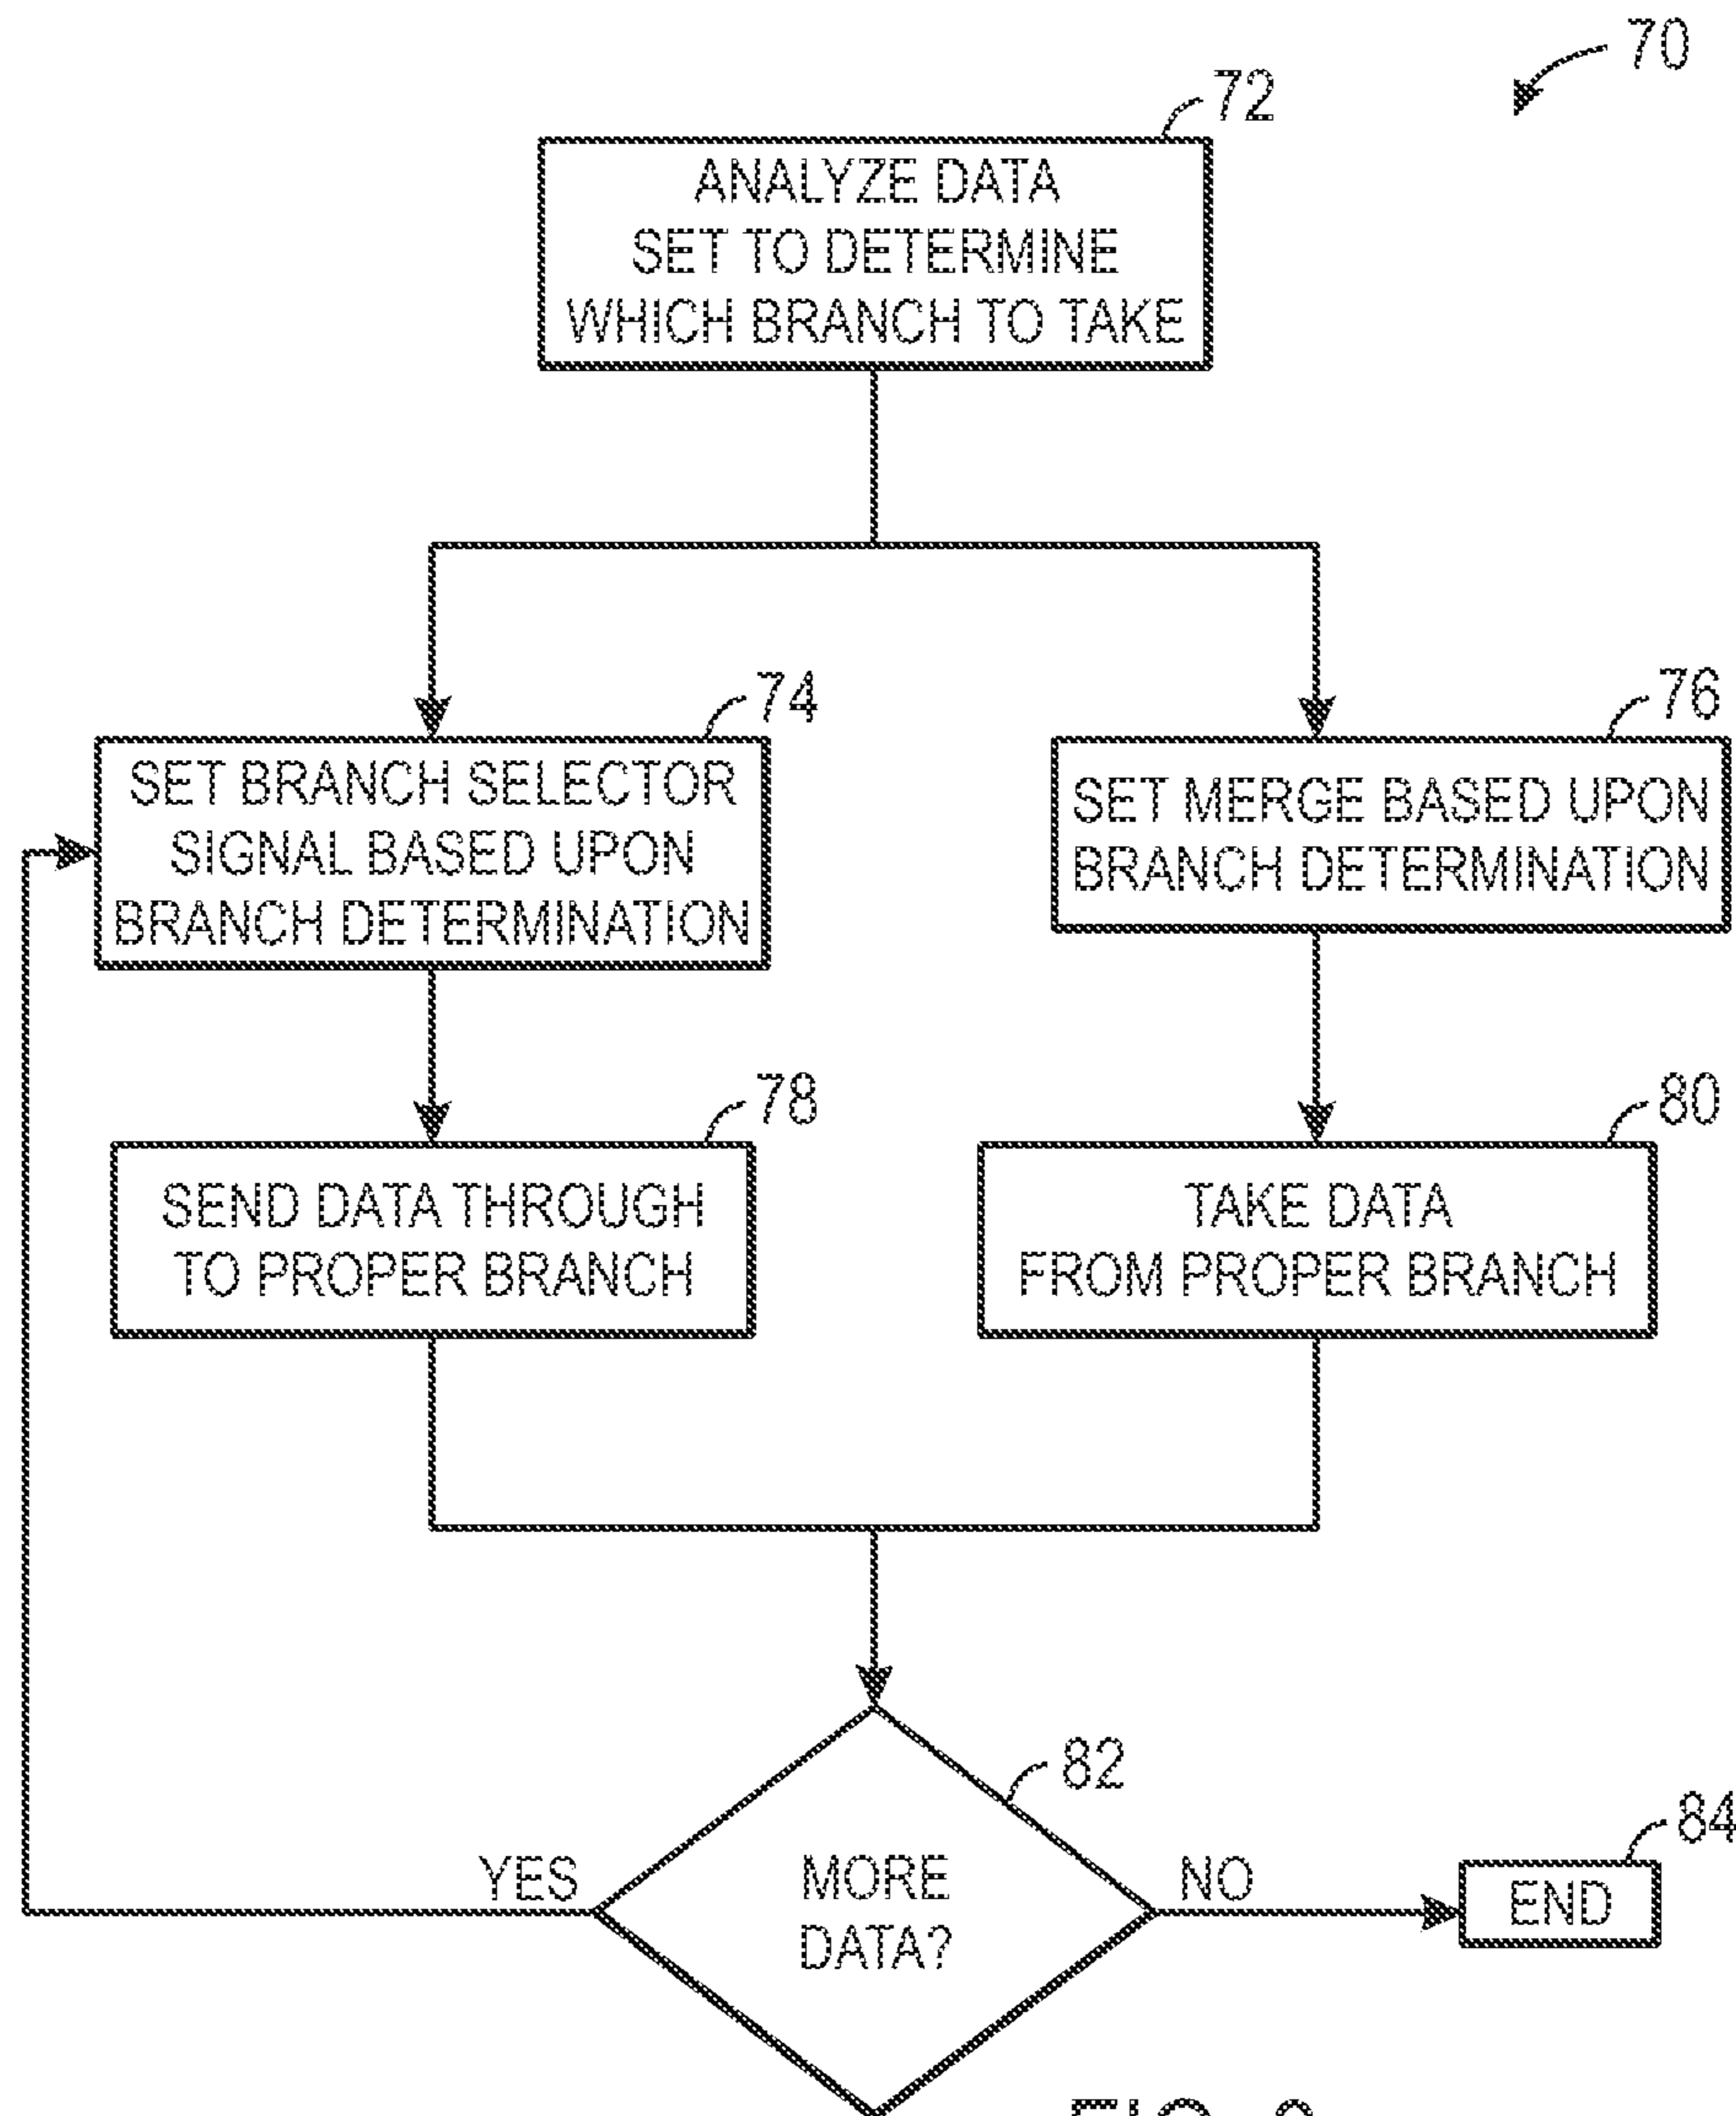 70
72
ANALYZE DATA
SET TO DETERMINE
WHICH BRANCH TO TAKE
74
SET BRANCH SELECTOR
SIGNAL BASED UPON
BRANCH DETERMINATION
76
SET MERGE BASED UPON
BRANCH DETERMINATION
78
SEND DATA THROUGH
TO PROPER BRANCH
80
TAKE DATA
FROM PROPER BRANCH
82
MORE
DATA?
YES
NO
84
END
FIG.